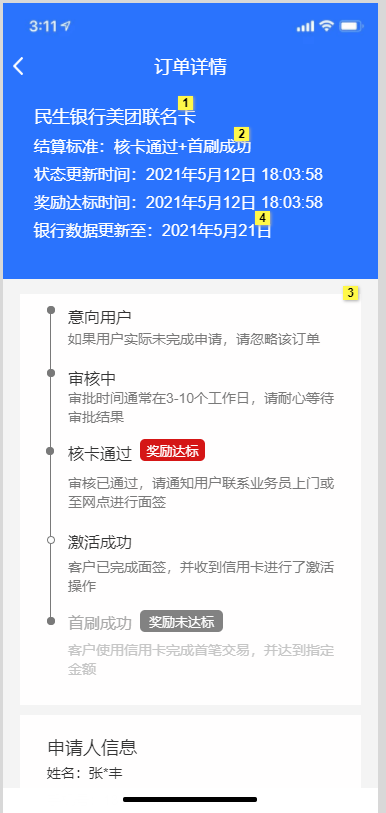 3:11
订单详情
1
民生银行美团联名卡
2
结算标准：核卡通过+首刷成功
状态更新时间：2021年5月12日 18:03:58
奖励达标时间：2021年5月12日 18:03:58
4
银行数据更新至：2021年5月21日
3
意向用户
如果用户实际未完成申请，请忽略该订单
审核中
审批时间通常在3-10个工作日，请耐心等待
审批结果
核卡通过 奖励达标
审核已通过，请通知用户联系业务员上门或
至网点进行面签
激活成功
客户已完成面签，并收到信用卡进行了激活
操作
首刷成功 奖励未达标
客户使用信用卡完成首笔交易，并达到指定
金额
申请人信息
姓名：张*丰